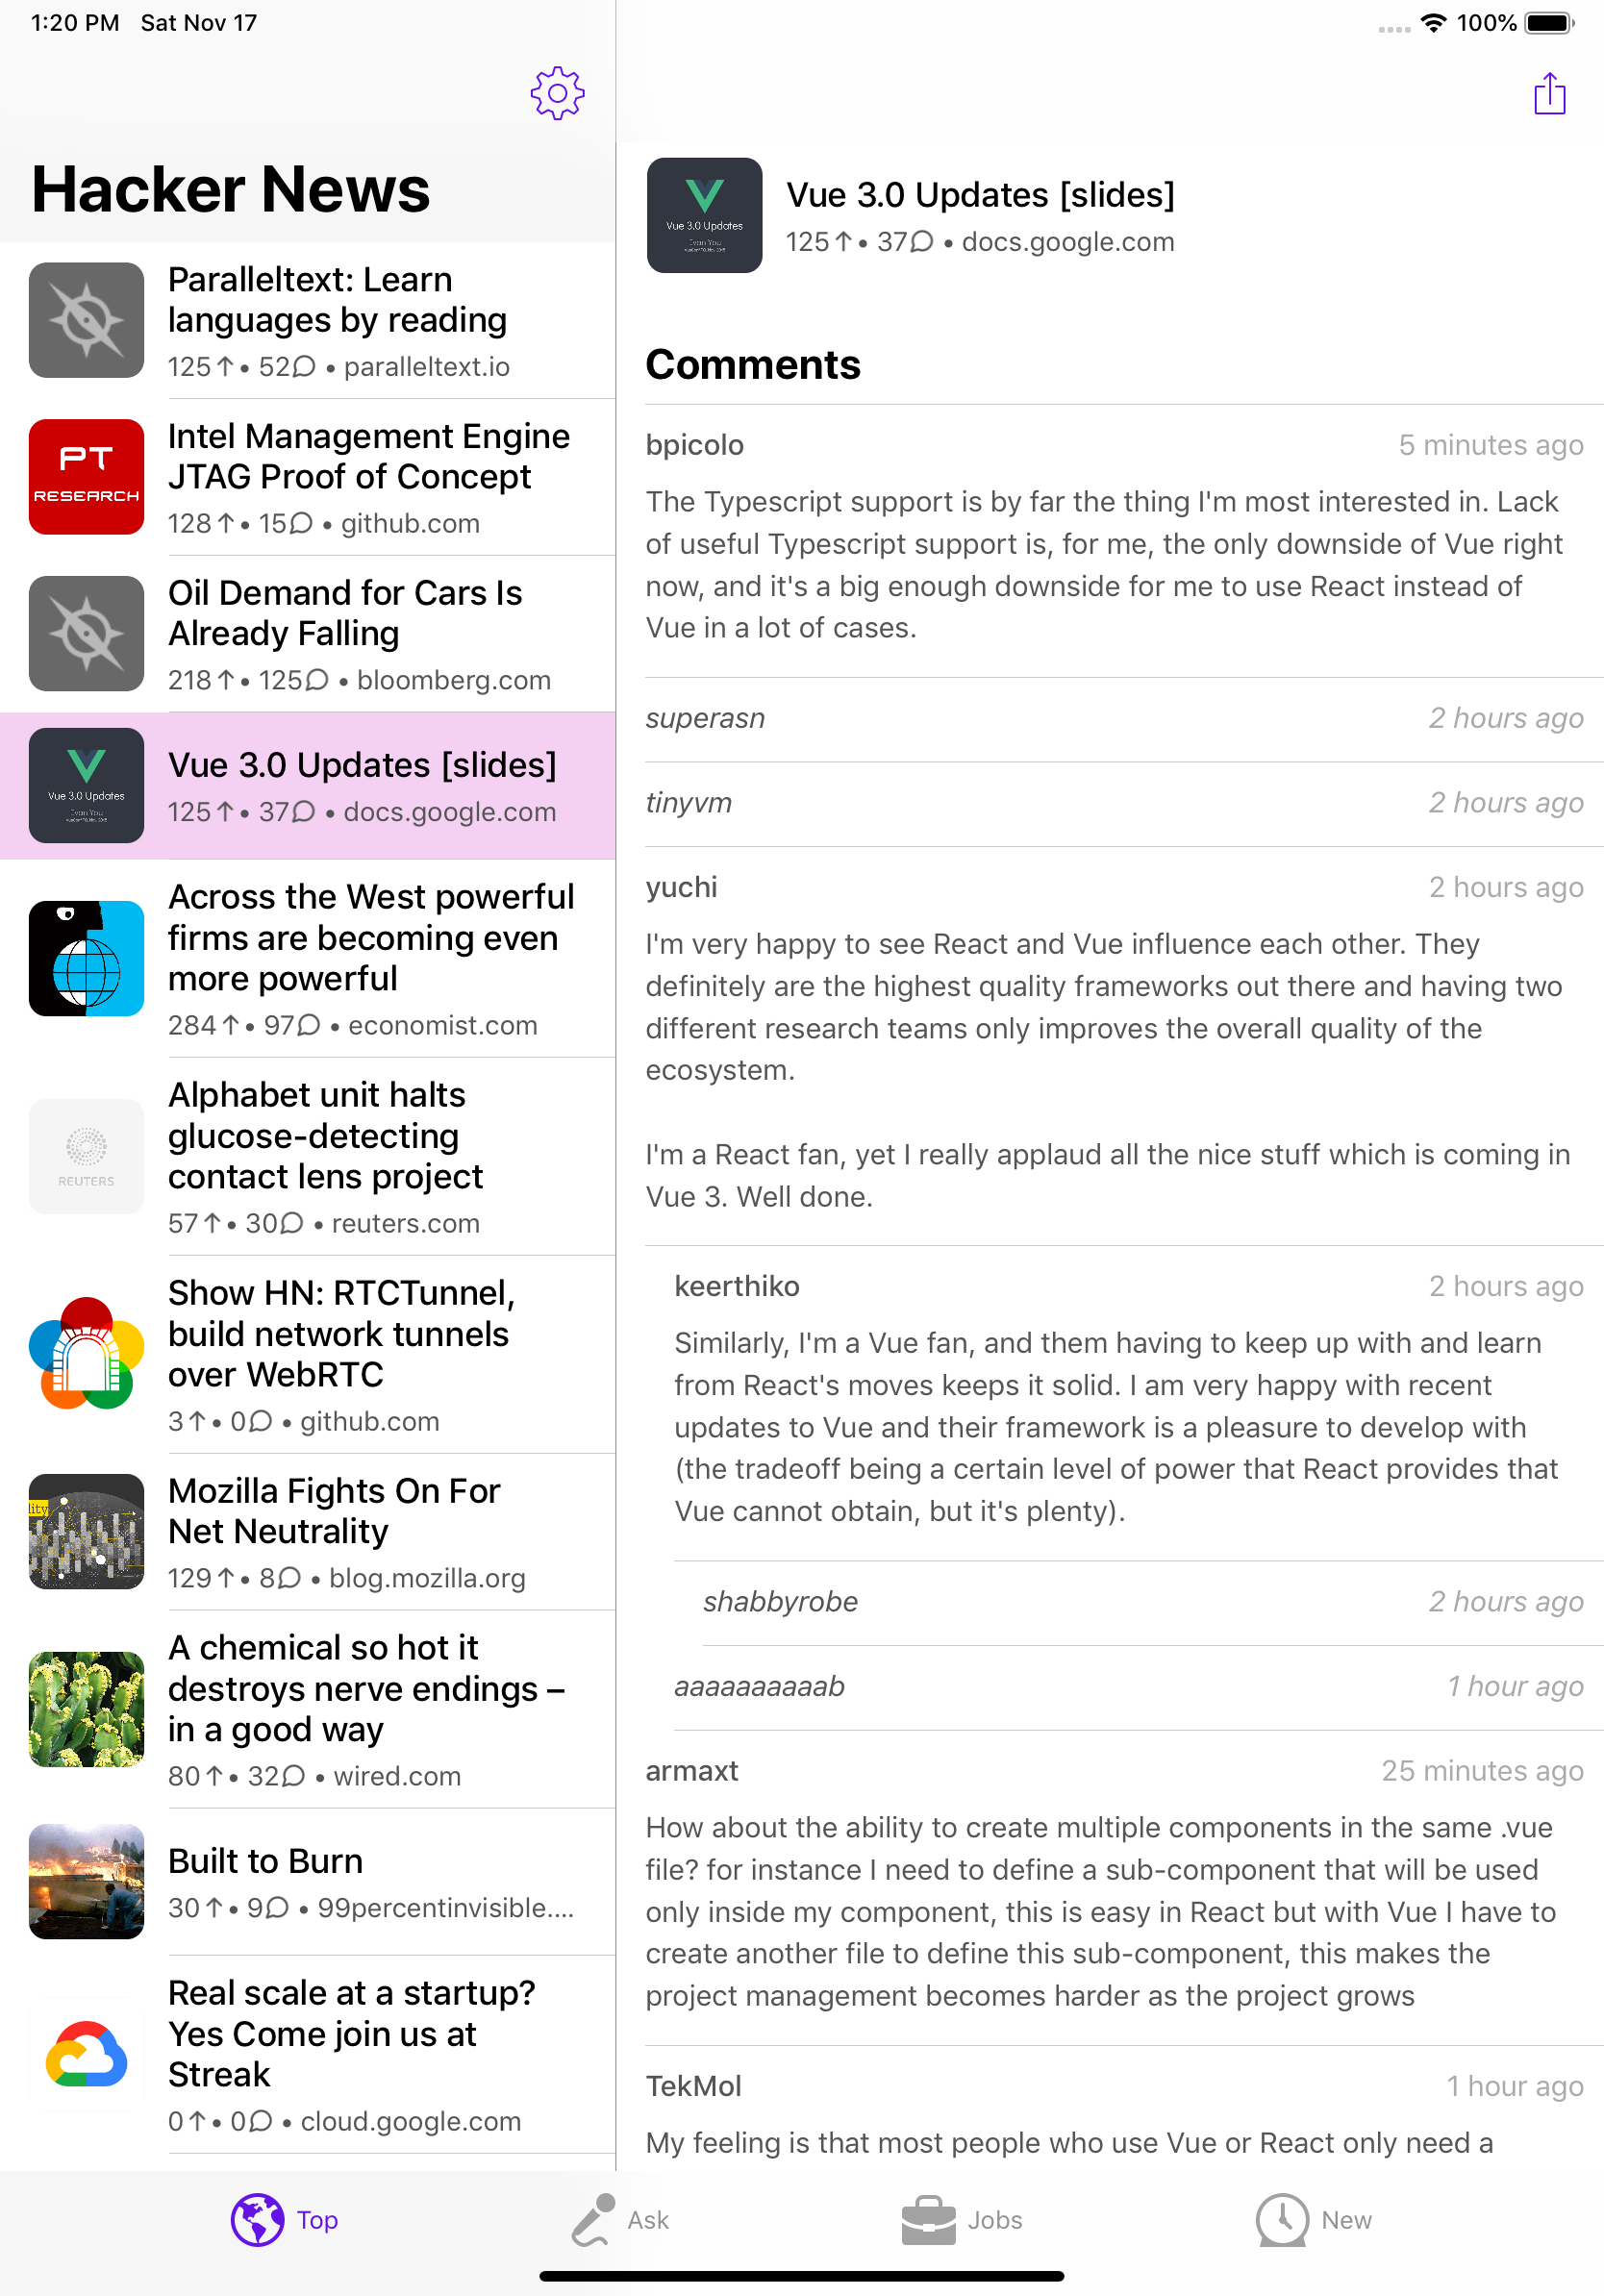 1:20 PM Sat Nov 17
100%
Hacker News
Paralleltext: Learn
languages by reading
125↑ • 52 • paralleltext.io
PT
RESEARCH
Intel Management Engine
JTAG Proof of Concept
128↑ • 15 • github.com
Oil Demand for Cars Is
Already Falling
218↑ • 125 • bloomberg.com
Vue 3.0 Updates
Evan You
Vue 3.0 Updates [slides]
125↑ • 37 • docs.google.com
Across the West powerful
firms are becoming even
more powerful
284↑ • 97 • economist.com
REUTERS
Alphabet unit halts
glucose-detecting
contact lens project
57↑ • 30 • reuters.com
Show HN: RTCTunnel,
build network tunnels
over WebRTC
3↑ • 0 • github.com
lity
Mozilla Fights On For
Net Neutrality
129↑ • 8 • blog.mozilla.org
A chemical so hot it
destroys nerve endings –
in a good way
80↑ • 32 • wired.com
Built to Burn
30↑ • 9 • 99percentinvisible....
Real scale at a startup?
Yes Come join us at
Streak
0↑ • 0 • cloud.google.com
Vue 3.0 Updates
Evan You
Vue 3.0 Updates [slides]
125↑ • 37 • docs.google.com
Comments
bpicolo 5 minutes ago
The Typescript support is by far the thing I'm most interested in. Lack
of useful Typescript support is, for me, the only downside of Vue right
now, and it's a big enough downside for me to use React instead of
Vue in a lot of cases.
superasn 2 hours ago
tinyvm 2 hours ago
yuchi 2 hours ago
I'm very happy to see React and Vue influence each other. They
definitely are the highest quality frameworks out there and having two
different research teams only improves the overall quality of the
ecosystem.
I'm a React fan, yet I really applaud all the nice stuff which is coming in
Vue 3. Well done.
keerthiko 2 hours ago
Similarly, I'm a Vue fan, and them having to keep up with and learn
from React's moves keeps it solid. I am very happy with recent
updates to Vue and their framework is a pleasure to develop with
(the tradeoff being a certain level of power that React provides that
Vue cannot obtain, but it's plenty).
shabbyrobe 2 hours ago
aaaaaaaaaab 1 hour ago
armaxt 25 minutes ago
How about the ability to create multiple components in the same .vue
file? for instance I need to define a sub-component that will be used
only inside my component, this is easy in React but with Vue I have to
create another file to define this sub-component, this makes the
project management becomes harder as the project grows
TekMol 1 hour ago
My feeling is that most people who use Vue or React only need a
Top
Ask
Jobs
New